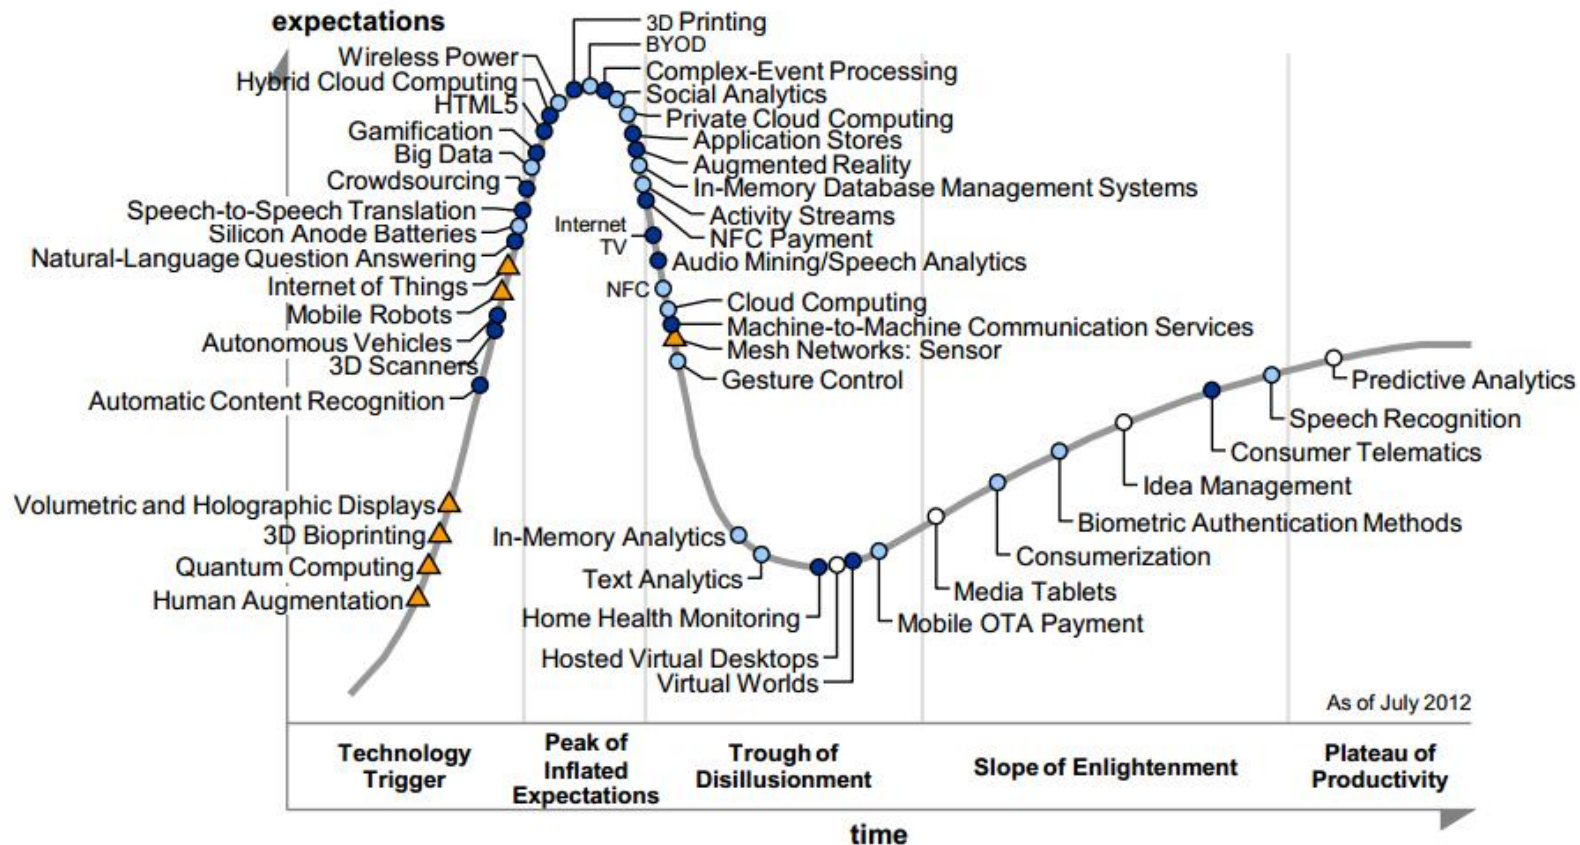 expectations
3D Printing
BYOD
Wireless Power
Complex-Event Processing
Hybrid Cloud Computing
Social Analytics
HTML5
Private Cloud Computing
Gamification
Application Stores
Big Data
Augmented Reality
Crowdsourcing
In-Memory Database Management Systems
Speech-to-Speech Translation
Activity Streams
Silicon Anode Batteries
Internet
TV
NFC Payment
Natural-Language Question Answering
Audio Mining/Speech Analytics
Internet of Things
NFC
Mobile Robots
Cloud Computing
Autonomous Vehicles
Machine-to-Machine Communication Services
3D Scanners
Mesh Networks: Sensor
Automatic Content Recognition
Gesture Control
Predictive Analytics
Speech Recognition
Consumer Telematics
Idea Management
Volumetric and Holographic Displays
Biometric Authentication Methods
3D Bioprinting
In-Memory Analytics
Consumerization
Quantum Computing
Text Analytics
Media Tablets
Human Augmentation
Home Health Monitoring
Mobile OTA Payment
Hosted Virtual Desktops
Virtual Worlds
As of July 2012
Technology
Trigger
Peak of
Inflated
Expectations
Trough of
Disillusionment
Slope of Enlightenment
Plateau of
Productivity
time